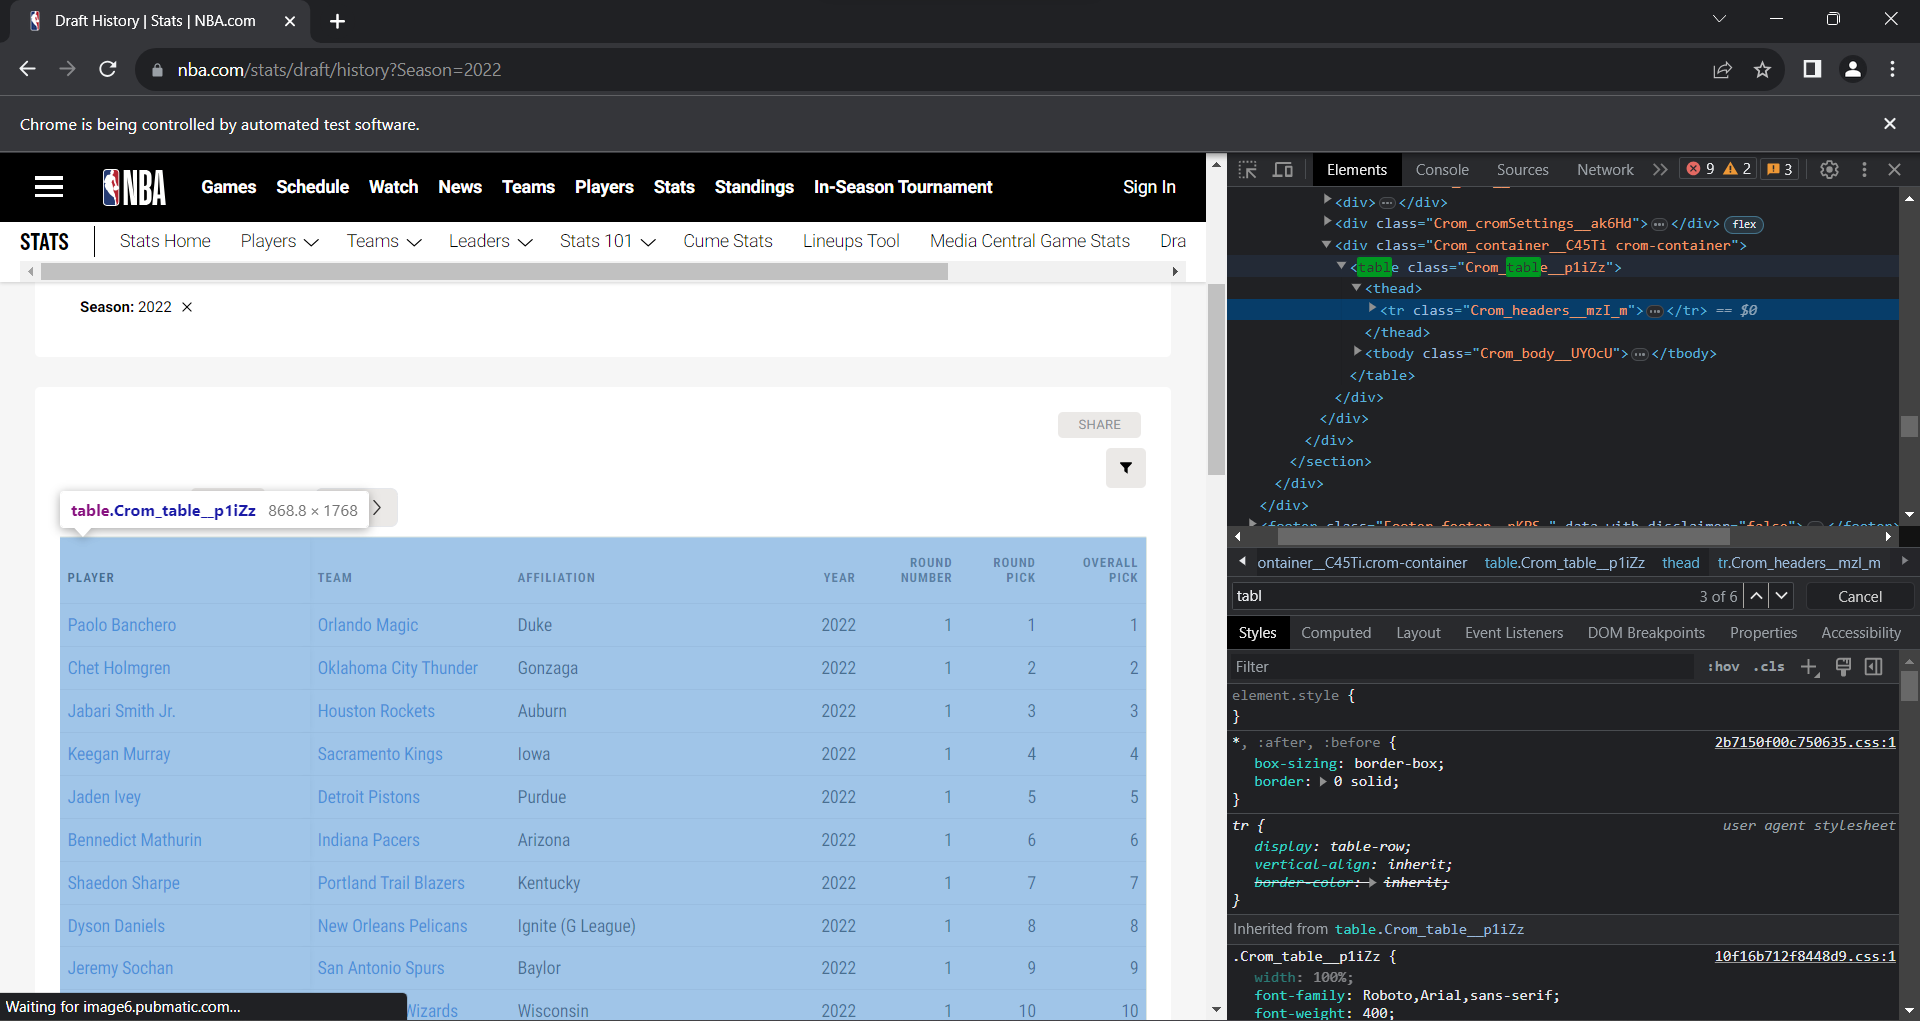 Draft History | Stats | NBA.com
nba.com/stats/draft/history?Season=2022
Chrome is being controlled by automated test software.
NBA Games Schedule Watch News Teams Players Stats Standings In-Season Tournament Sign In
STATS Stats Home Players Teams Leaders Stats 101 Cume Stats Lineups Tool Media Central Game Stats Dra
Season: 2022
SHARE
table.Crom_table__p1iZz 868.8 × 1768
PLAYER TEAM AFFILIATION YEAR ROUND NUMBER ROUND PICK OVERALL PICK
Paolo Banchero Orlando Magic Duke 2022 1 1 1
Chet Holmgren Oklahoma City Thunder Gonzaga 2022 1 2 2
Jabari Smith Jr. Houston Rockets Auburn 2022 1 3 3
Keegan Murray Sacramento Kings Iowa 2022 1 4 4
Jaden Ivey Detroit Pistons Purdue 2022 1 5 5
Bennedict Mathurin Indiana Pacers Arizona 2022 1 6 6
Shaedon Sharpe Portland Trail Blazers Kentucky 2022 1 7 7
Dyson Daniels New Orleans Pelicans Ignite (G League) 2022 1 8 8
Jeremy Sochan San Antonio Spurs Baylor 2022 1 9 9
Wizards Wisconsin 2022 1 10 10
Waiting for image6.pubmatic.com...
Elements Console Sources Network 9 2 3
<div> … </div>
<div class="Crom_cromSettings__ak6Hd"> … </div> flex
<div class="Crom_container__C45Ti crom-container">
<table class="Crom_table__p1iZz">
<thead>
<tr class="Crom_headers__mzI_m"> … </tr> == $0
</thead>
<tbody class="Crom_body__UYOcU"> … </tbody>
</table>
</div>
</div>
</div>
</section>
</div>
</div>
ontainer__C45Ti.crom-container table.Crom_table__p1iZz thead tr.Crom_headers__mzI_m
tabl 3 of 6 Cancel
Styles Computed Layout Event Listeners DOM Breakpoints Properties Accessibility
Filter :hov .cls
element.style {
}
*, :after, :before { 2b7150f00c750635.css:1
box-sizing: border-box;
border: 0 solid;
}
tr { user agent stylesheet
display: table-row;
vertical-align: inherit;
border-color: inherit;
}
Inherited from table.Crom_table__p1iZz
.Crom_table__p1iZz { 10f16b712f8448d9.css:1
width: 100%;
font-family: Roboto,Arial,sans-serif;
font-weight: 400;